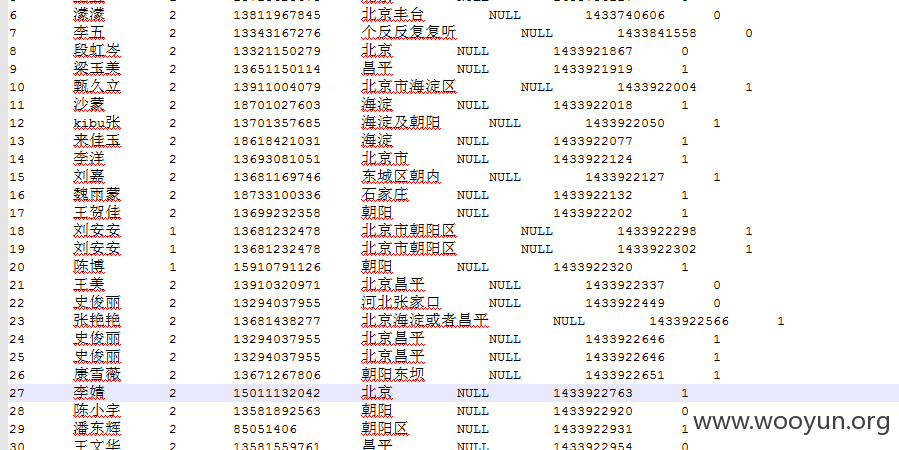 6 濛濛 2 13811967845 北京丰台 NULL 1433740606 0
7 李五 2 13343167276 个反反复复听 NULL 1433841558 0
8 段虹岑 2 13321150279 北京 NULL 1433921867 0
9 梁玉美 2 13651150114 昌平 NULL 1433921919 1
10 甄久立 2 13911004079 北京市海淀区 NULL 1433922004 1
11 沙蒙 2 18701027603 海淀 NULL 1433922018 1
12 kibu张 2 13701357685 海淀及朝阳 NULL 1433922050 1
13 来佳玉 2 18618421031 海淀 NULL 1433922077 1
14 李洋 2 13693081051 北京市 NULL 1433922124 1
15 刘嘉 2 13681169746 东城区朝内 NULL 1433922127 1
16 魏雨蒙 2 18733100336 石家庄 NULL 1433922132 1
17 王贺佳 2 13699232358 朝阳 NULL 1433922202 1
18 刘安安 1 13681232478 北京市朝阳区 NULL 1433922298 1
19 刘安安 1 13681232478 北京市朝阳区 NULL 1433922302 1
20 陈博 1 15910791126 朝阳 NULL 1433922320 1
21 王美 2 13910320971 北京昌平 NULL 1433922337 0
22 史俊丽 2 13294037955 河北张家口 NULL 1433922449 0
23 张艳艳 2 13681438277 北京海淀或者昌平 NULL 1433922566 1
24 史俊丽 2 13294037955 北京昌平 NULL 1433922646 1
25 史俊丽 2 13294037955 北京昌平 NULL 1433922646 1
26 康雪薇 2 13671267806 朝阳东坝 NULL 1433922651 1
27 李婧 2 15011132042 北京 NULL 1433922763 1
28 陈小宇 2 13581892563 朝阳 NULL 1433922920 0
29 潘东辉 2 85051406 朝阳区 NULL 1433922931 1
30 王文华 2 13581559761 昌平 NULL 1433922954 0
www.wooyun.org